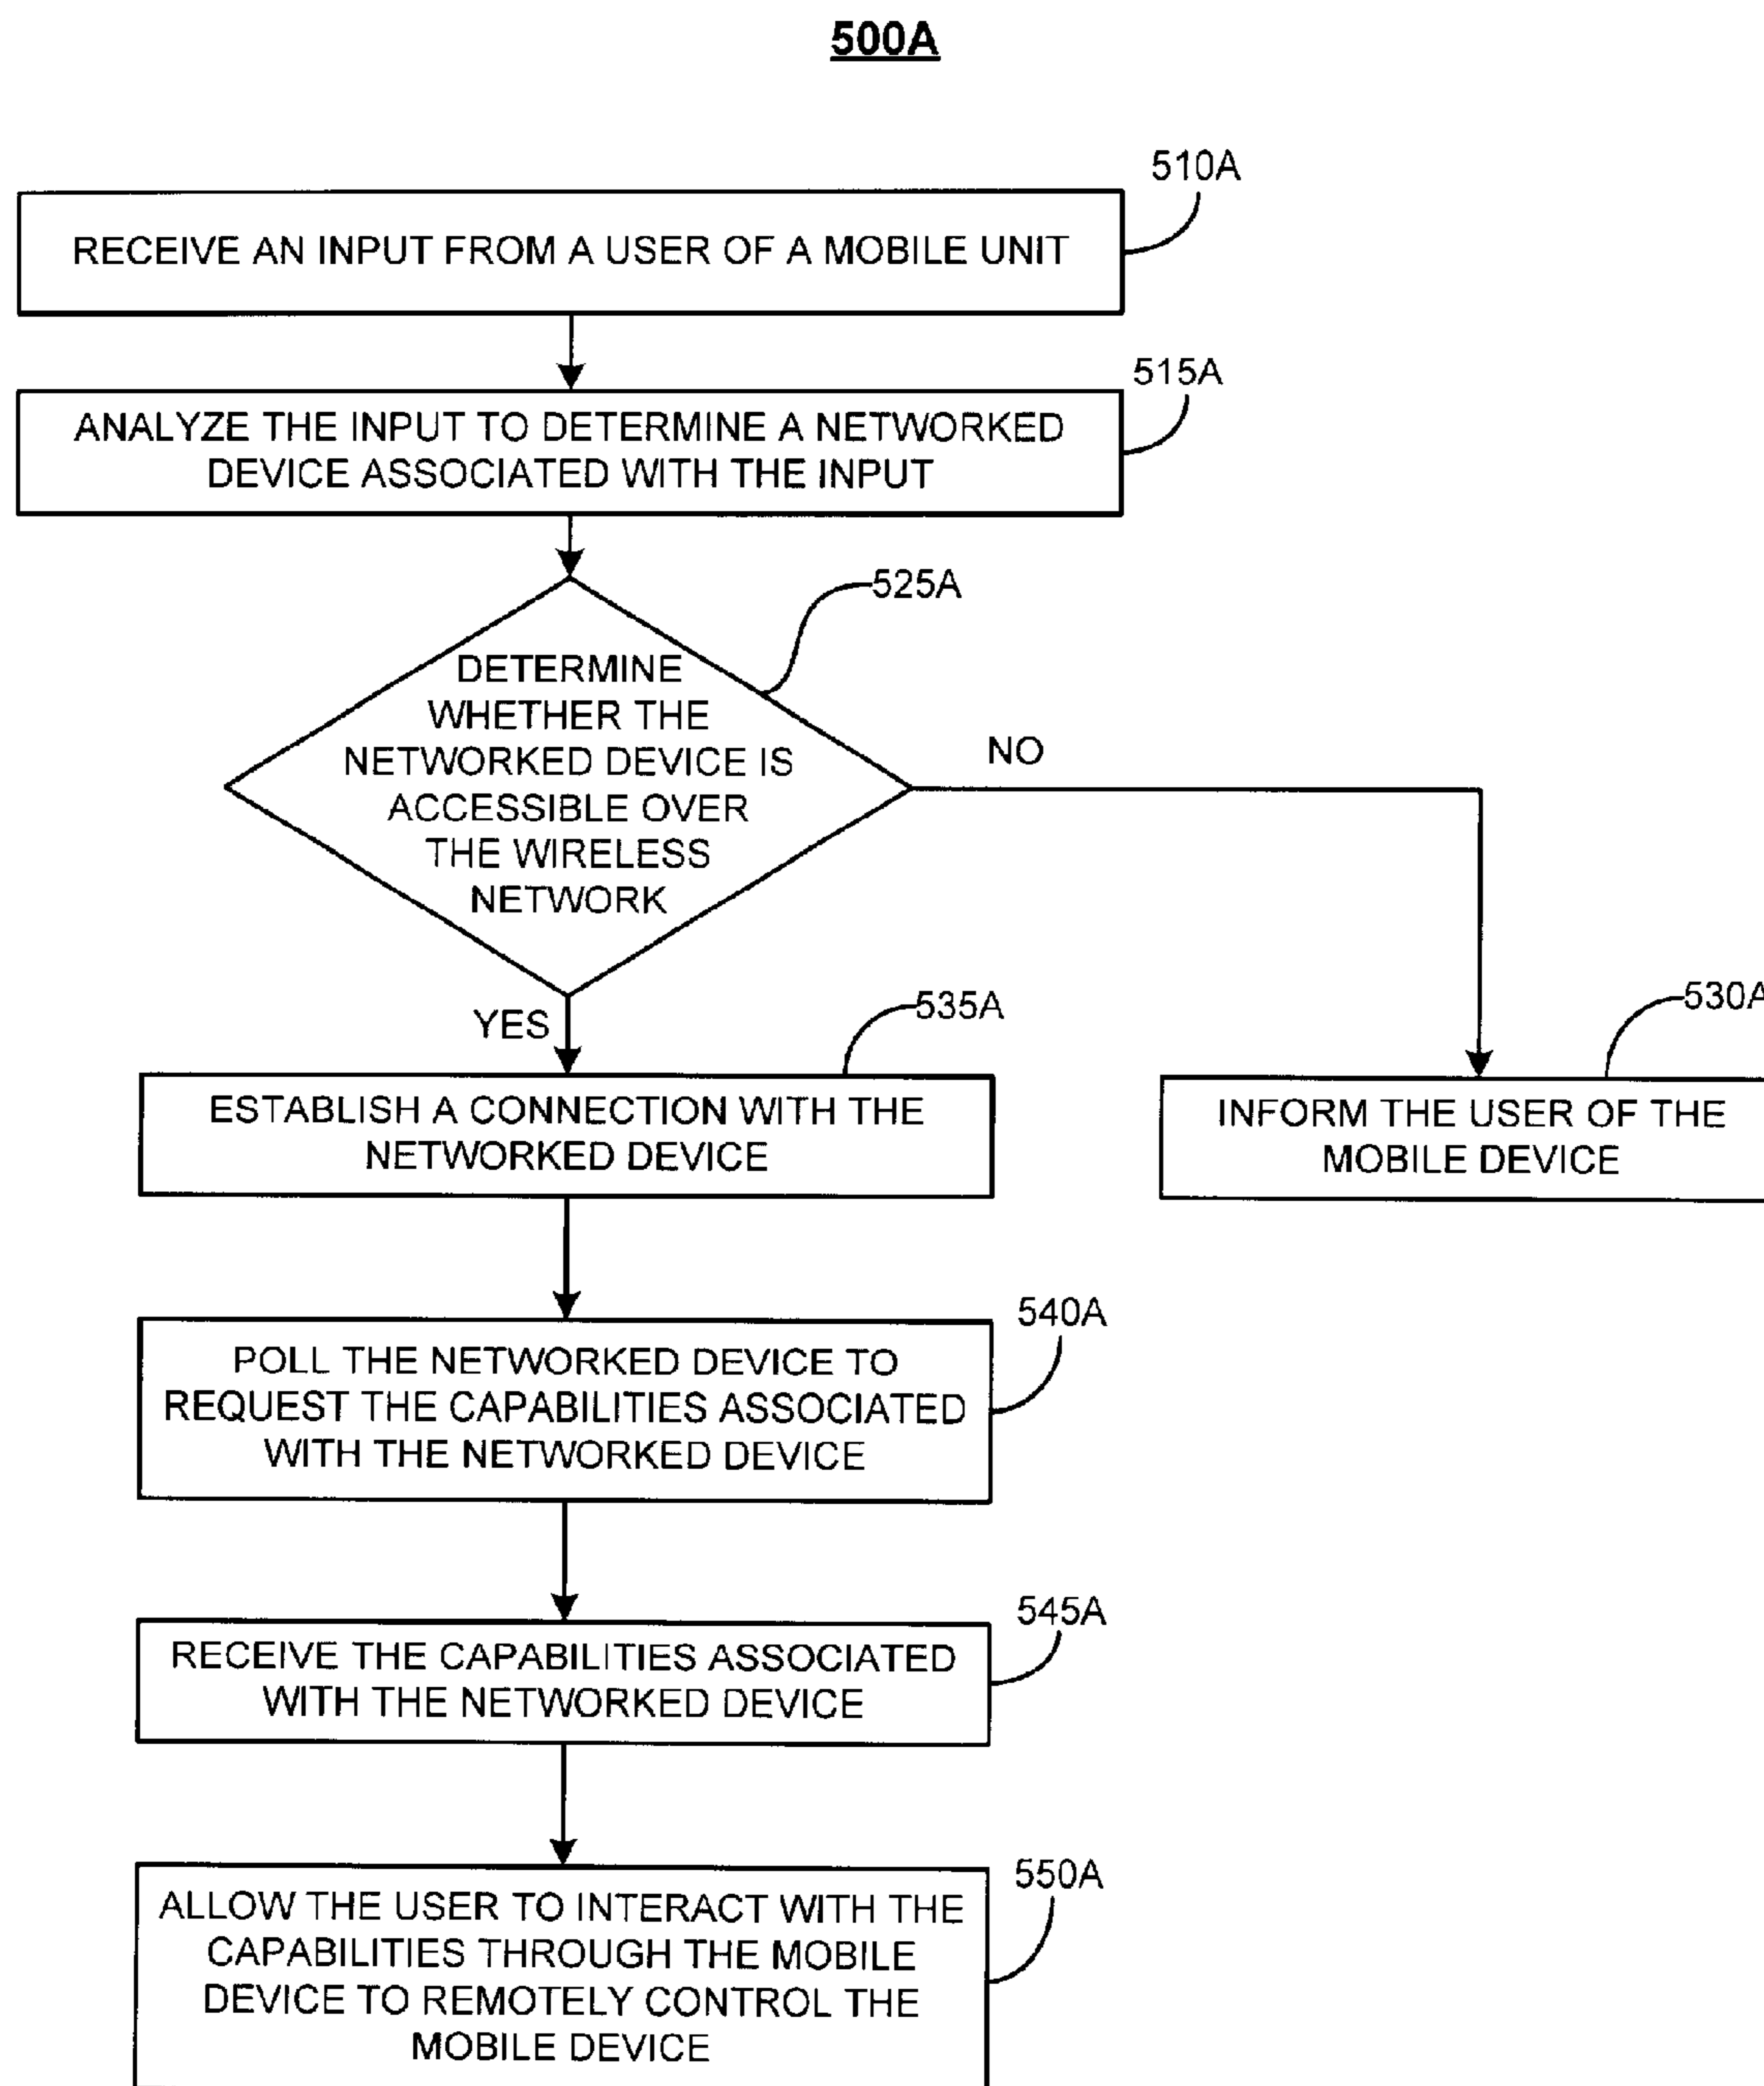 500A
510A
RECEIVE AN INPUT FROM A USER OF A MOBILE UNIT
515A
ANALYZE THE INPUT TO DETERMINE A NETWORKED
DEVICE ASSOCIATED WITH THE INPUT
525A
DETERMINE
WHETHER THE
NETWORKED DEVICE IS
ACCESSIBLE OVER
THE WIRELESS
NETWORK
NO
YES
535A
530A
ESTABLISH A CONNECTION WITH THE
NETWORKED DEVICE
INFORM THE USER OF THE
MOBILE DEVICE
540A
POLL THE NETWORKED DEVICE TO
REQUEST THE CAPABILITIES ASSOCIATED
WITH THE NETWORKED DEVICE
545A
RECEIVE THE CAPABILITIES ASSOCIATED
WITH THE NETWORKED DEVICE
550A
ALLOW THE USER TO INTERACT WITH THE
CAPABILITIES THROUGH THE MOBILE
DEVICE TO REMOTELY CONTROL THE
MOBILE DEVICE